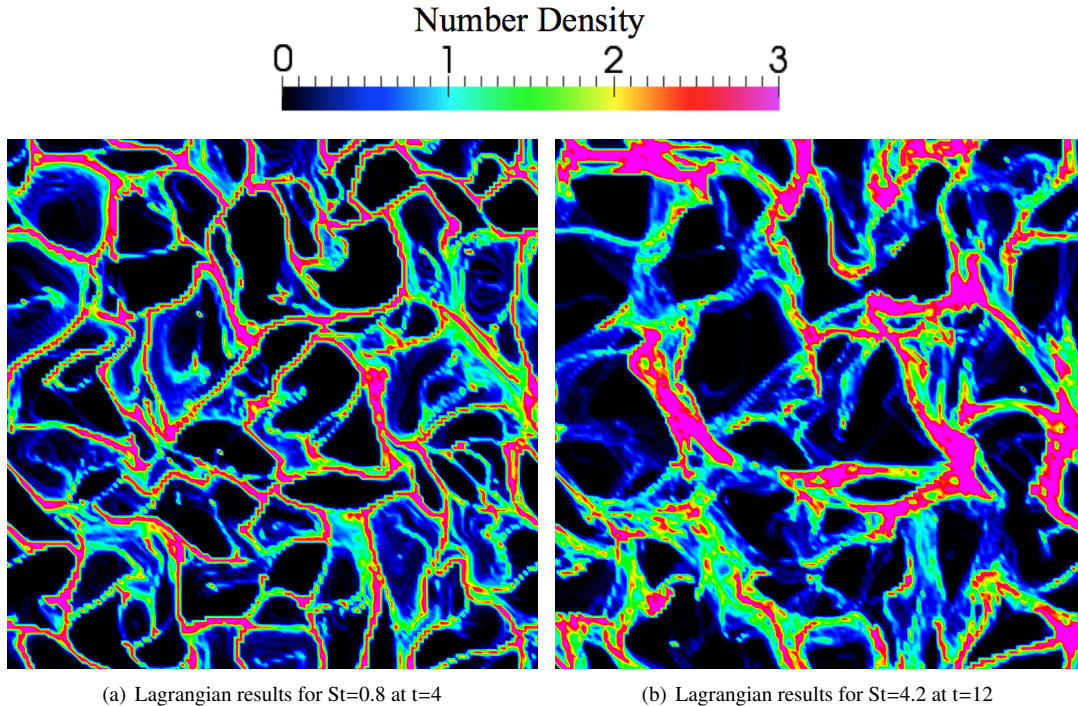 Number Density
0 1 2 3
(a) Lagrangian results for St=0.8 at t=4
(b) Lagrangian results for St=4.2 at t=12